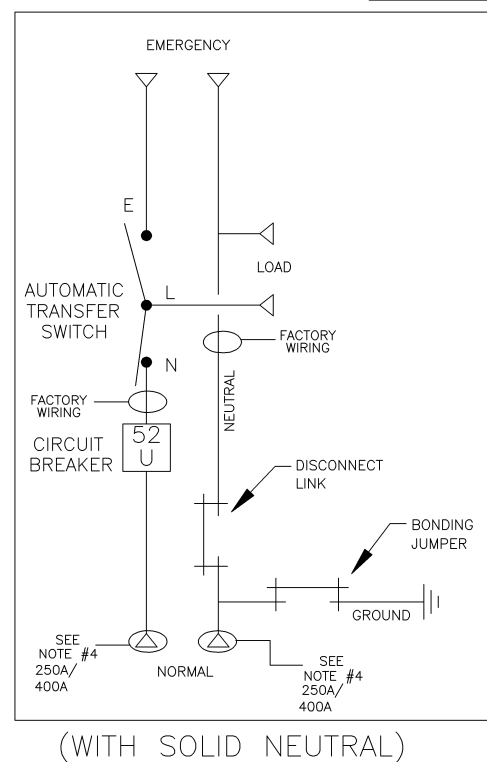 EMERGENCY
E
LOAD
AUTOMATIC
TRANSFER
SWITCH
L
FACTORY
WIRING
N
FACTORY
WIRING
NEUTRAL
CIRCUIT
BREAKER
52
U
DISCONNECT
LINK
BONDING
JUMPER
GROUND
SEE
NOTE #4
250A/
400A
NORMAL
SEE
NOTE #4
250A/
400A
(WITH SOLID NEUTRAL)